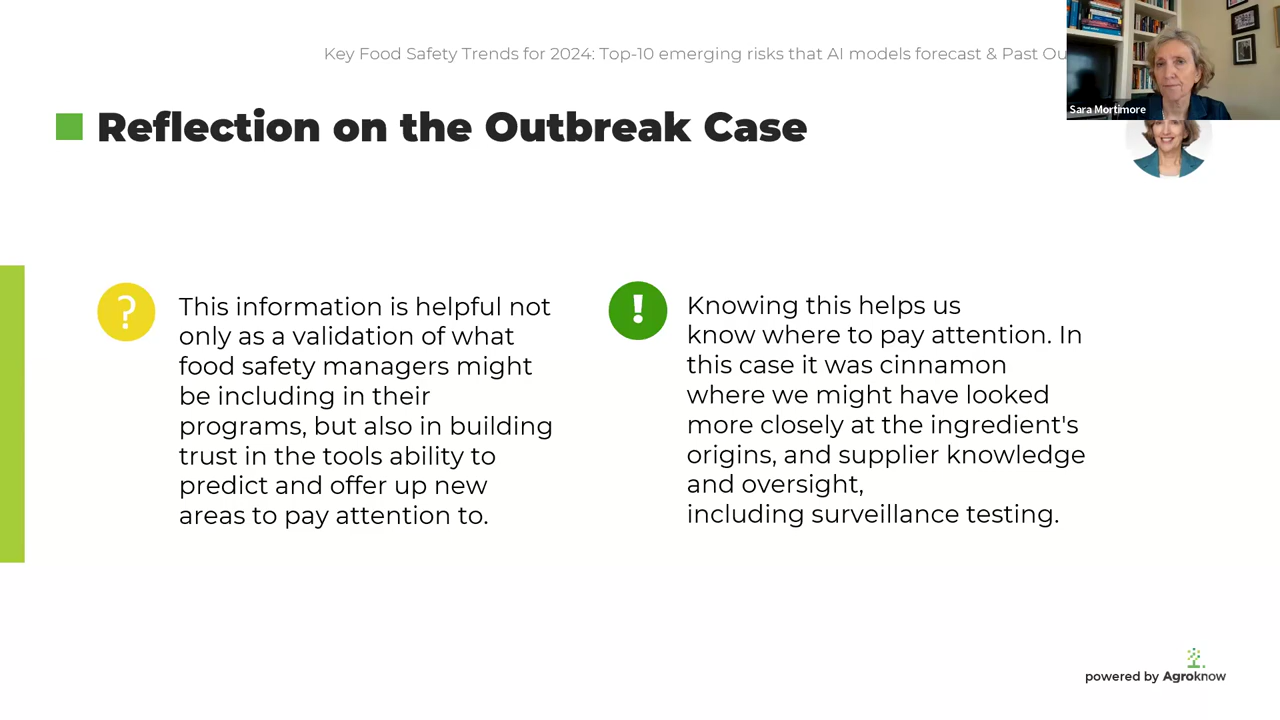 Key Food Safety Trends for 2024: Top-10 emerging risks that AI models forecast & Past
Sara Mortimore
Reflection on the Outbreak Case
?
This information is helpful not
only as a validation of what
food safety managers might
be including in their
programs, but also in building
trust in the tools ability to
predict and offer up new
areas to pay attention to.
!
Knowing this helps us
know where to pay attention. In
this case it was cinnamon
where we might have looked
more closely at the ingredient's
origins, and supplier knowledge
and oversight,
including surveillance testing.
powered by Agroknow